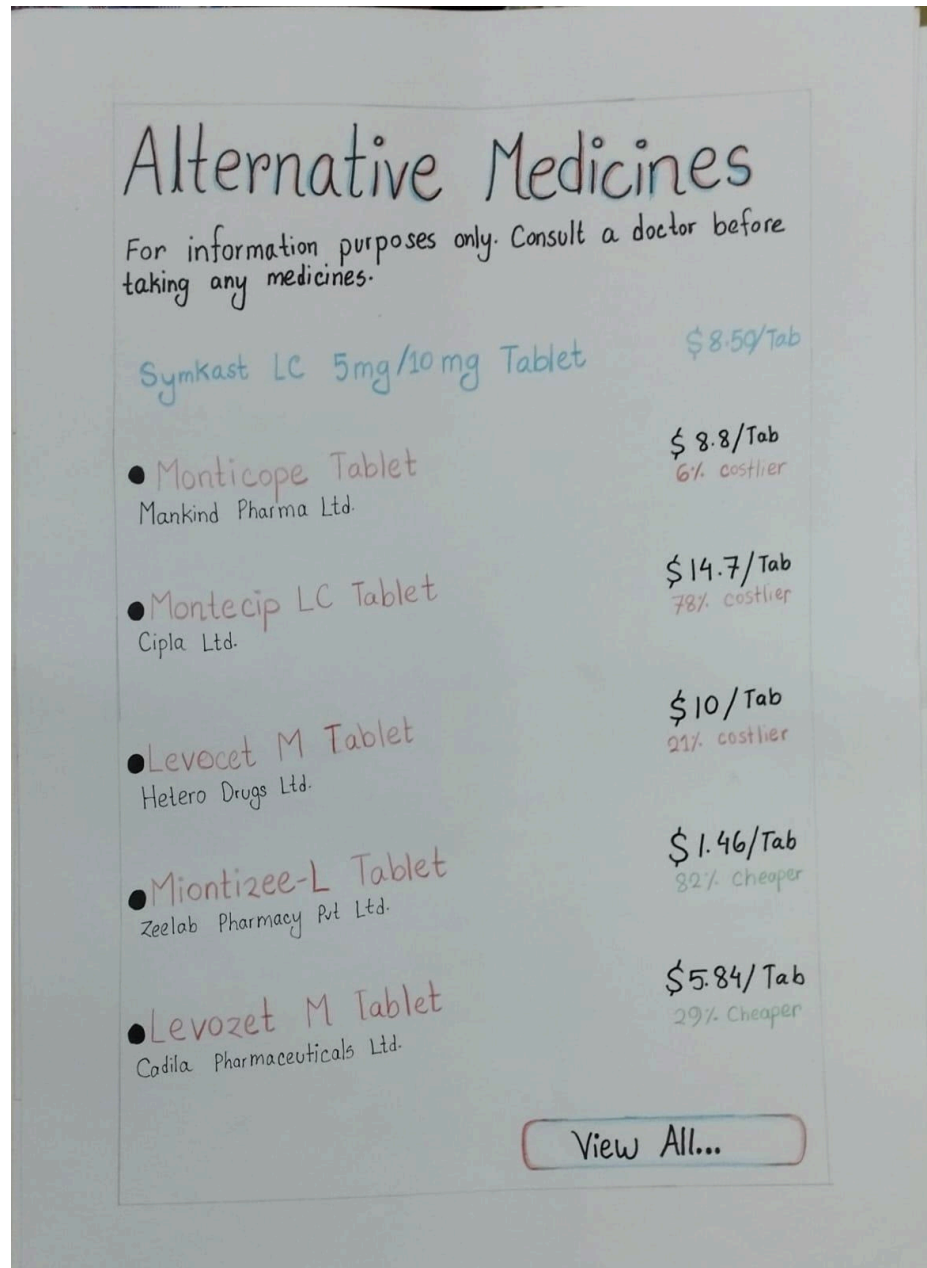 Alternative Medicines
For information purposes only. Consult a doctor before
taking any medicines.
Symkast LC 5mg/10 mg Tablet $8.50/Tab
Monticope Tablet $ 8.8/Tab
Mankind Pharma Ltd. 6% costlier
Montecip LC Tablet $14.7/Tab
Cipla Ltd. 78% costlier
Levocet M Tablet $10/Tab
Hetero Drugs Ltd. 21% costlier
Miontizee-L Tablet $1.46/Tab
Zeelab Pharmacy Pvt Ltd. 82% cheaper
Levozet M Tablet $5.84/Tab
Cadila Pharmaceuticals Ltd. 29% Cheaper
View All...